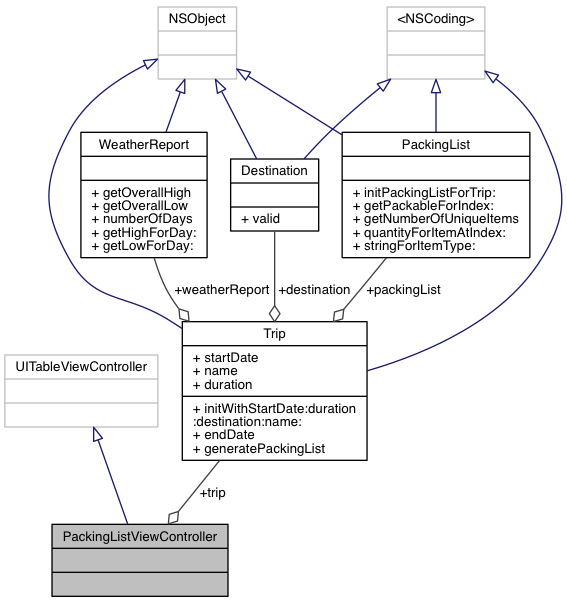 NSObject
<NSCoding>
WeatherReport
+ getOverallHigh
+ getOverallLow
+ numberOfDays
+ getHighForDay:
+ getLowForDay:
Destination
+ valid
PackingList
+ initPackingListForTrip:
+ getPackableForIndex:
+ getNumberOfUniqueItems
+ quantityForItemAtIndex:
+ stringForItemType:
+weatherReport
+destination
+packingList
Trip
+ startDate
+ name
+ duration
+ initWithStartDate:duration
:destination:name:
+ endDate
+ generatePackingList
UITableViewController
+trip
PackingListViewController